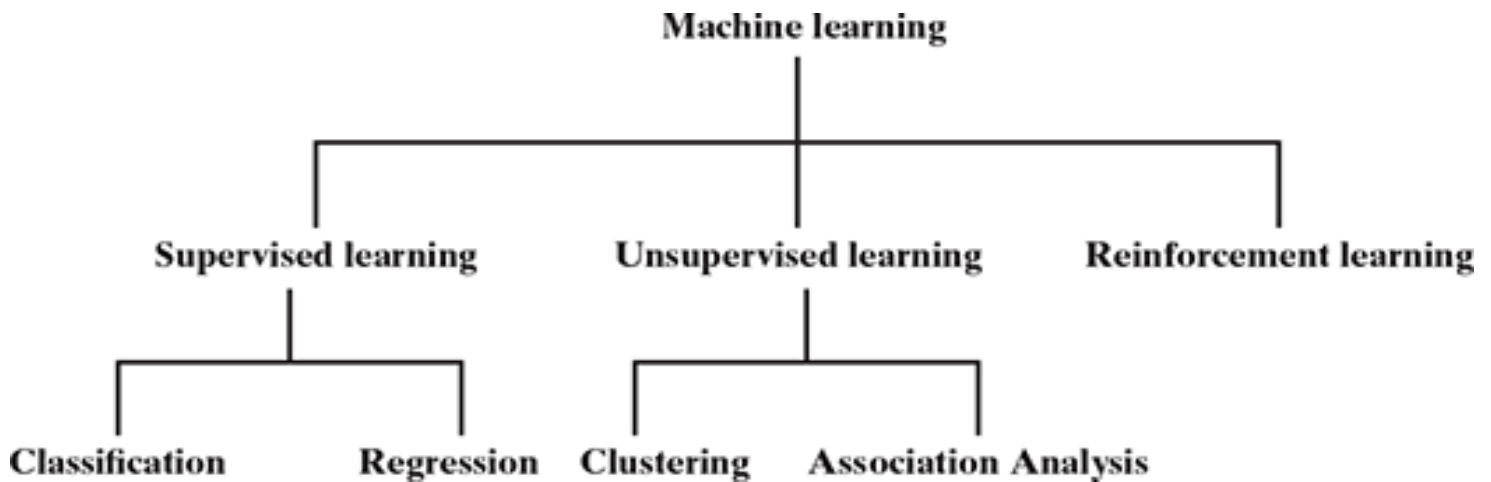 Machine learning
Supervised learning
Unsupervised learning
Reinforcement learning
Classification
Regression
Clustering
Association Analysis